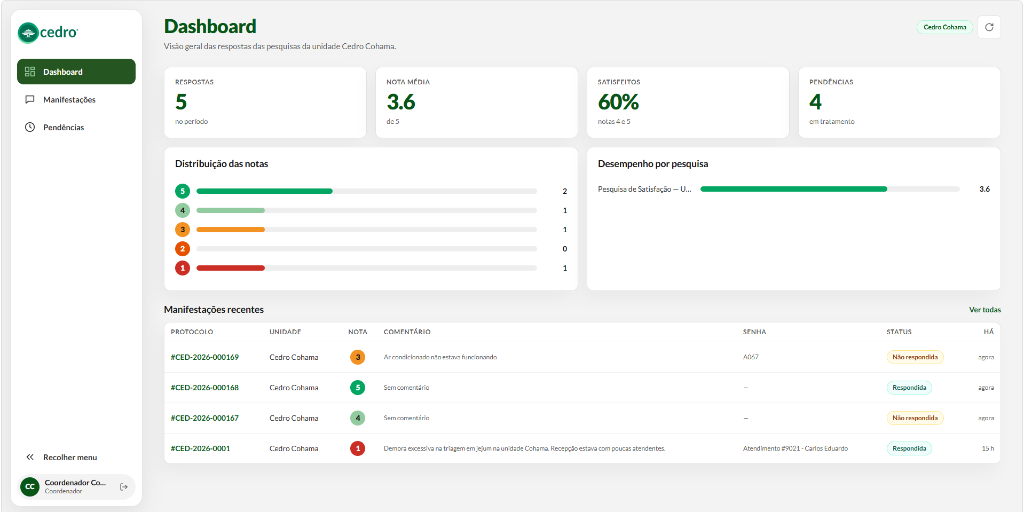 cedro
Dashboard
Manifestações
Pendências
Recolher menu
CC
Coordenador Co...
Coordenador
Dashboard
Visão geral das respostas das pesquisas da unidade Cedro Cohama.
Cedro Cohama
RESPOSTAS
5
no período
NOTA MÉDIA
3.6
de 5
SATISFEITOS
60%
notas 4 e 5
PENDÊNCIAS
4
em tratamento
Distribuição das notas
5 2
4 1
3 1
2 0
1 1
Desempenho por pesquisa
Pesquisa de Satisfação — U... 3.6
Manifestações recentes
Ver todas
PROTOCOLO UNIDADE NOTA COMENTÁRIO SENHA STATUS HÁ
#CED-2026-000169 Cedro Cohama 3 Ar condicionado não estava funcionando A067 Não respondida agora
#CED-2026-000168 Cedro Cohama 5 Sem comentário — Respondida agora
#CED-2026-000167 Cedro Cohama 4 Sem comentário — Não respondida agora
#CED-2026-0001 Cedro Cohama 1 Demora excessiva na triagem em jejum na unidade Cohama. Recepção estava com poucas atendentes. Atendimento #9021 - Carlos Eduardo Respondida 15 h